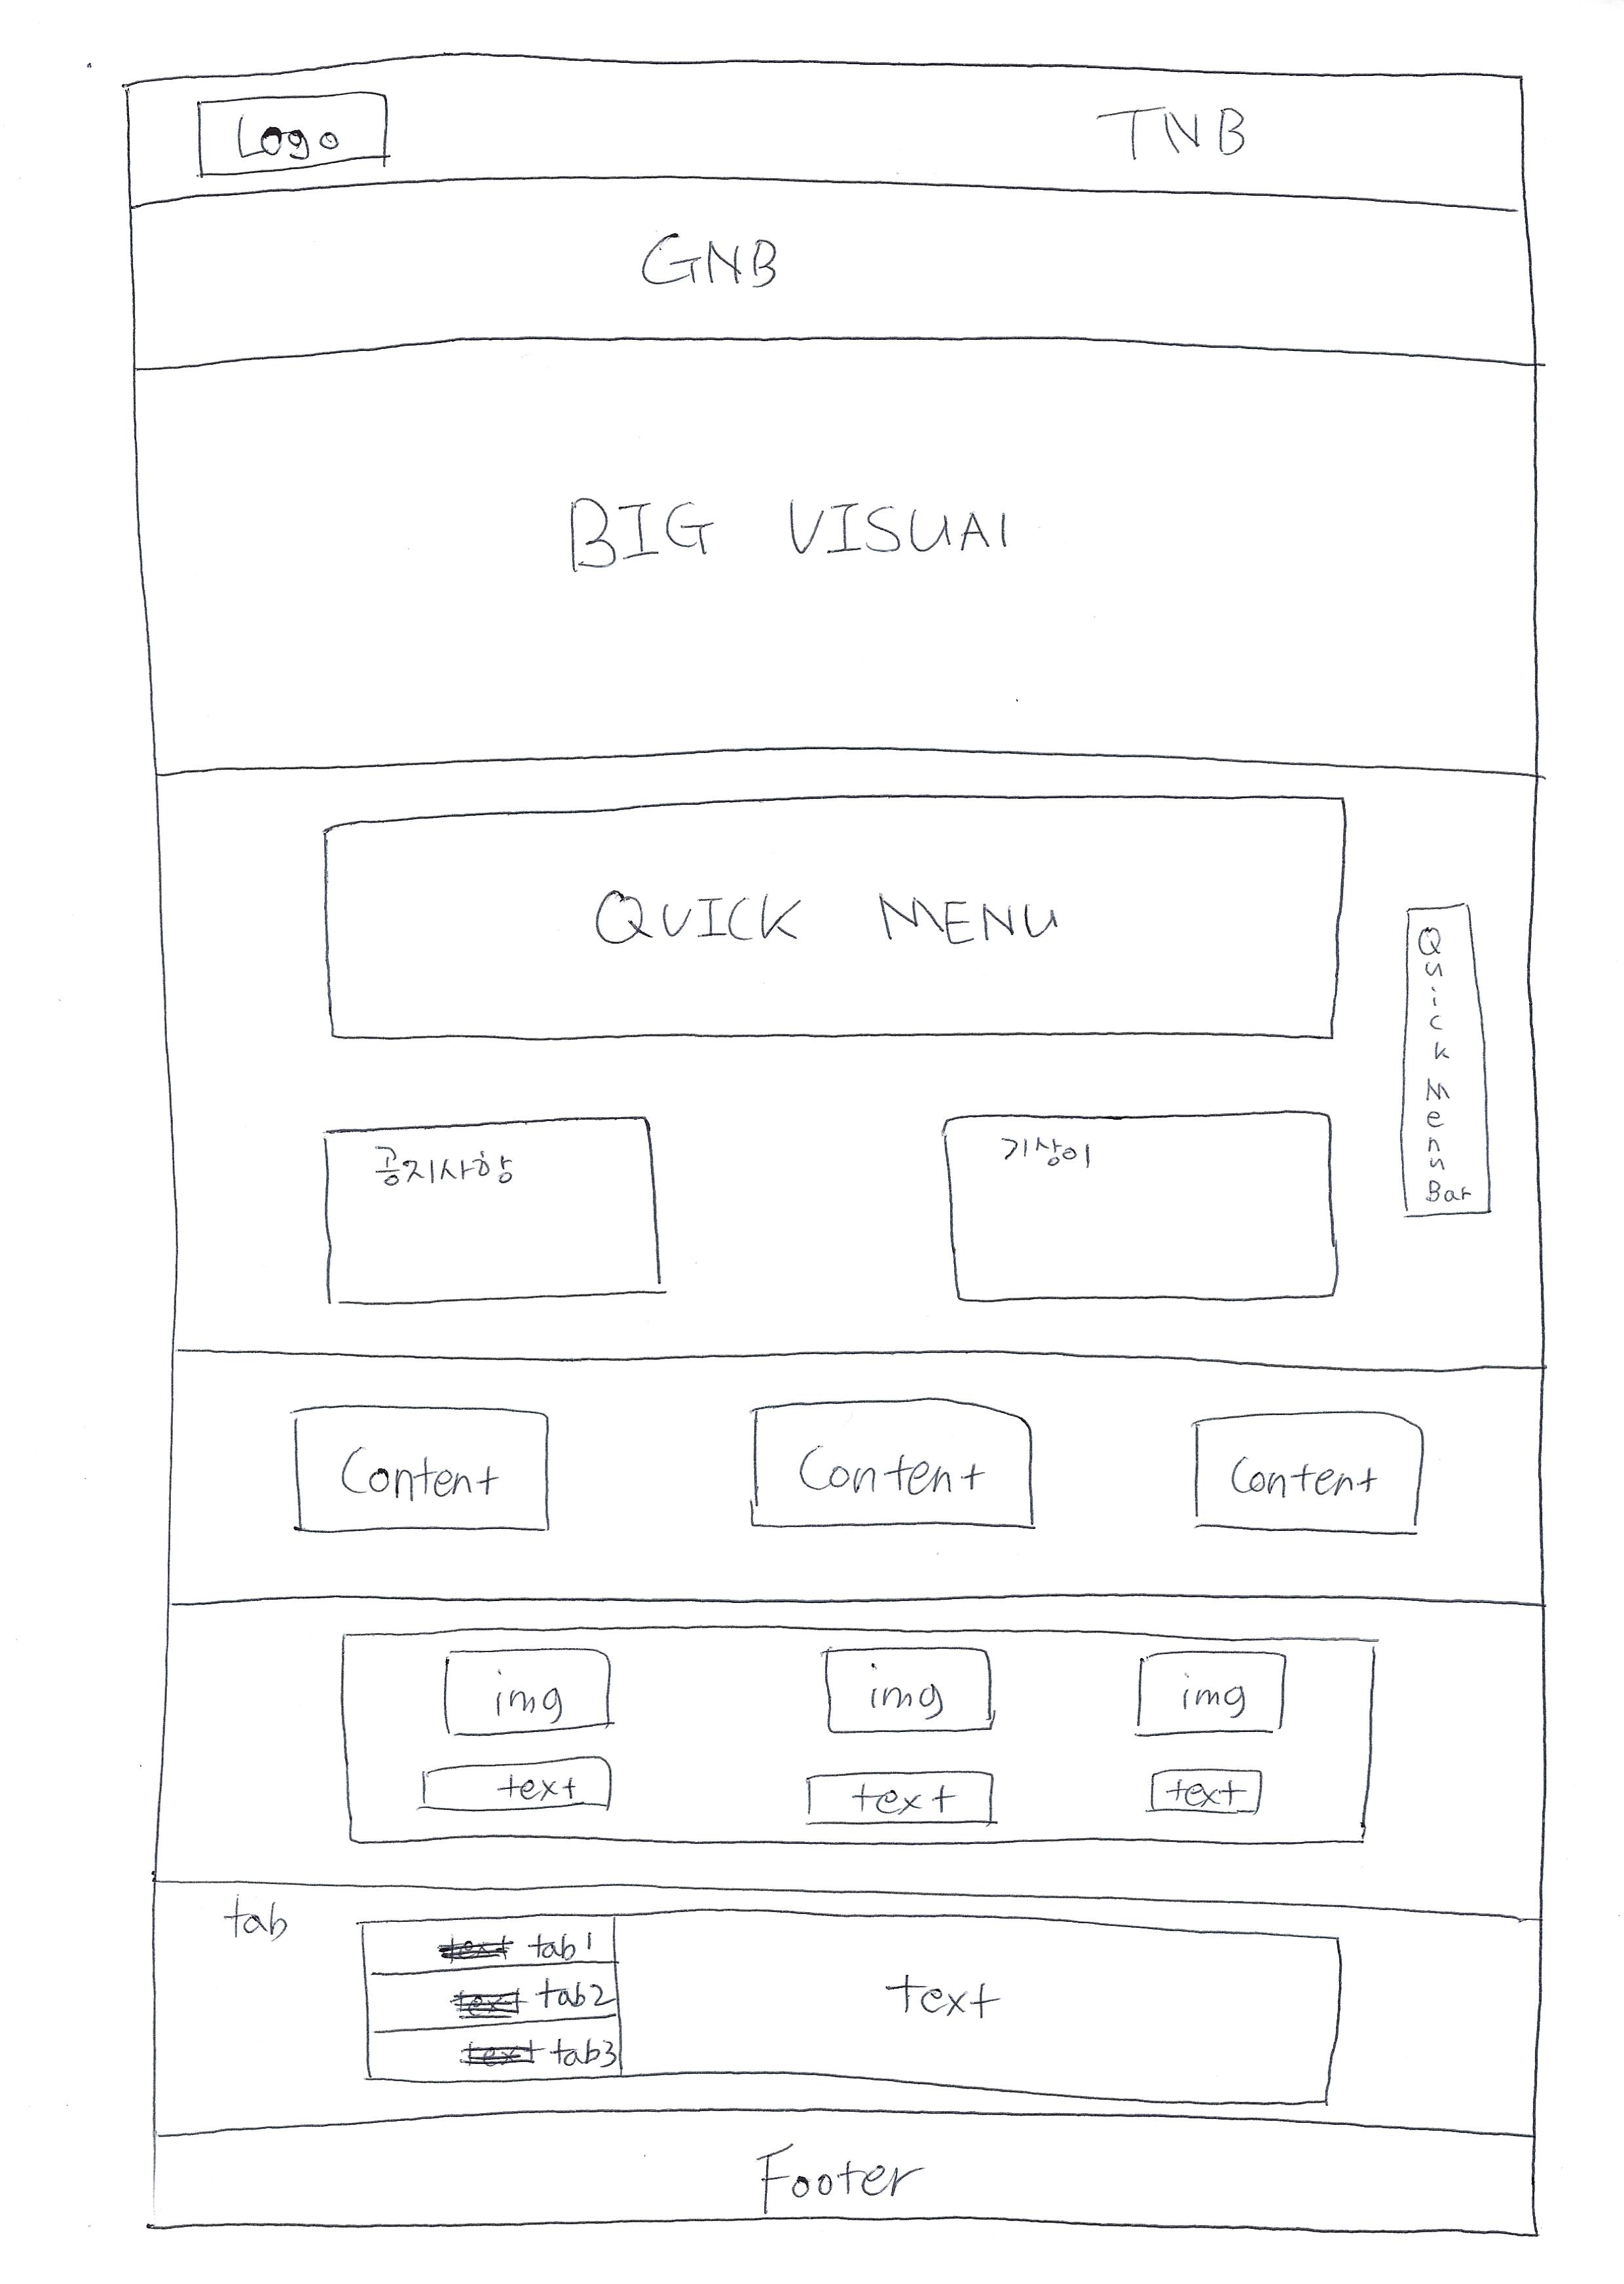 Logo
TNB
GNB
BIG VISUAl
QUICK MENU
Quick Menu Bar
공지사항
기상이
Content
Content
Content
img
img
img
text
text
text
tab
text tab1
text tab2
text tab3
text
Footer